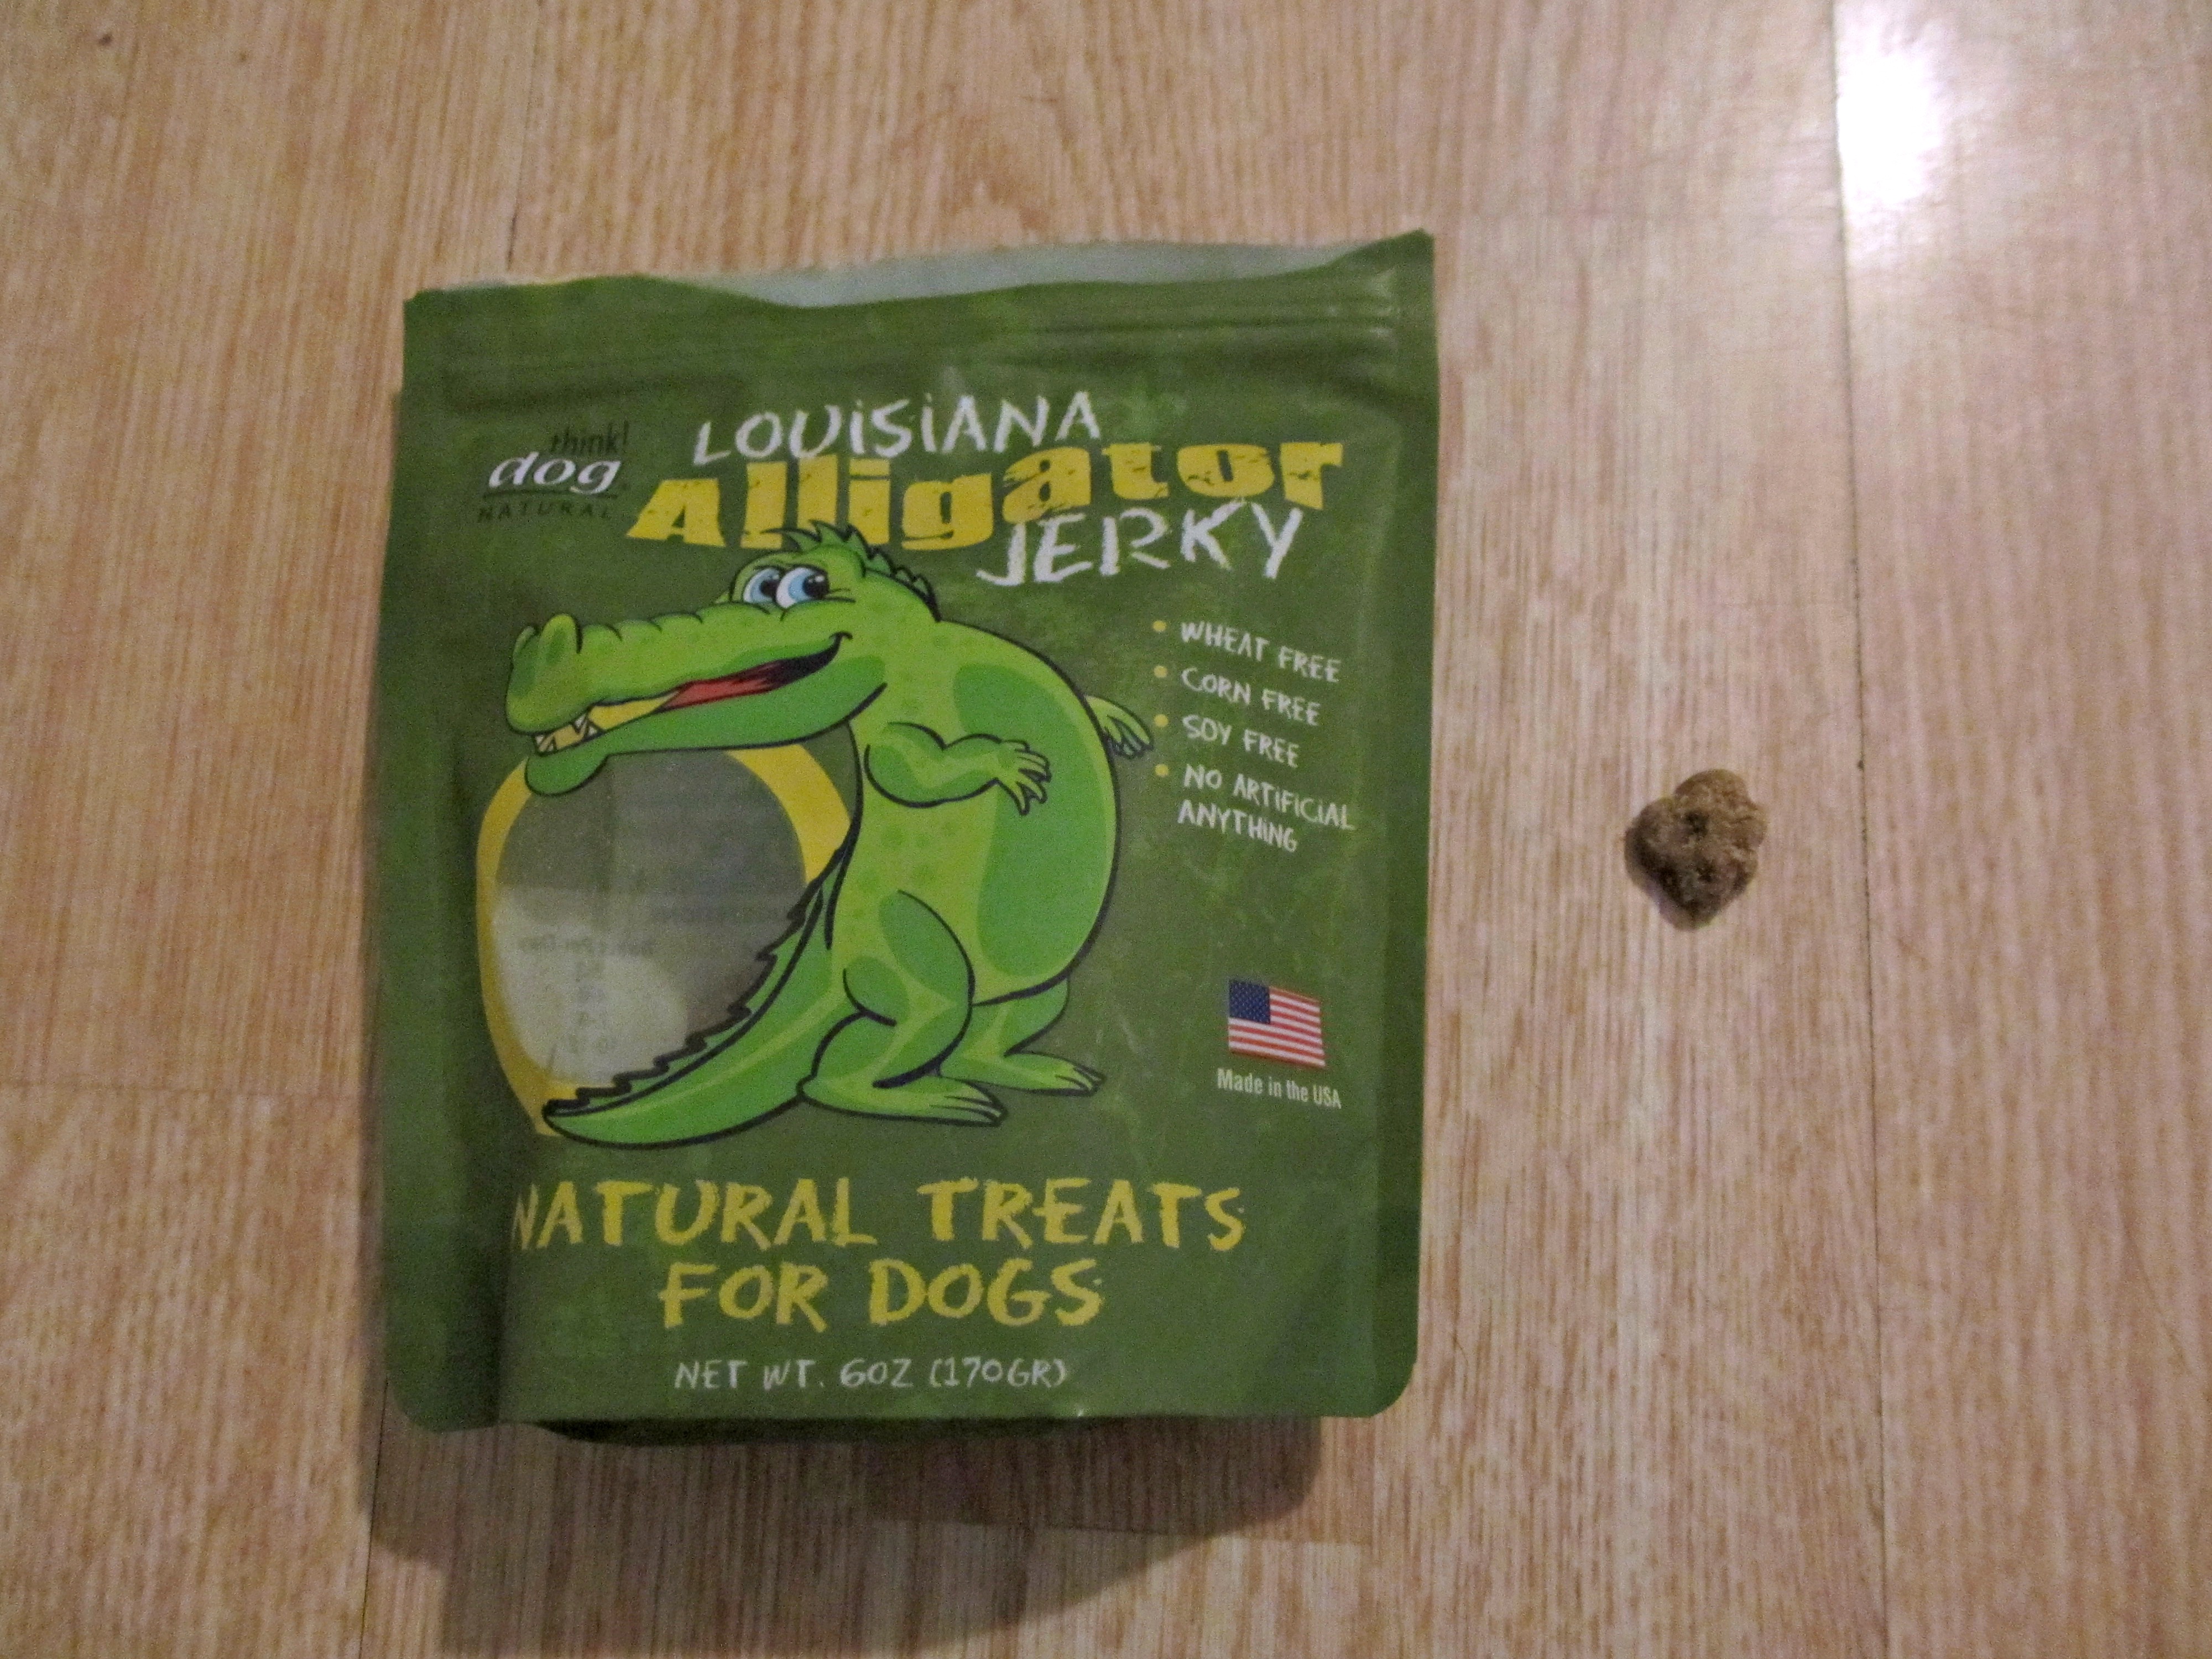 think!
dog
NATURAL
LOUiSiANA
Alligator
JERKY
• WHEAT FREE
• CORN FREE
• SOY FREE
• NO ARTiFiCiAL
ANYTHiNG
Made in the USA
NATURAL TREATS
FOR DOGS
NET WT. 6OZ (170GR)